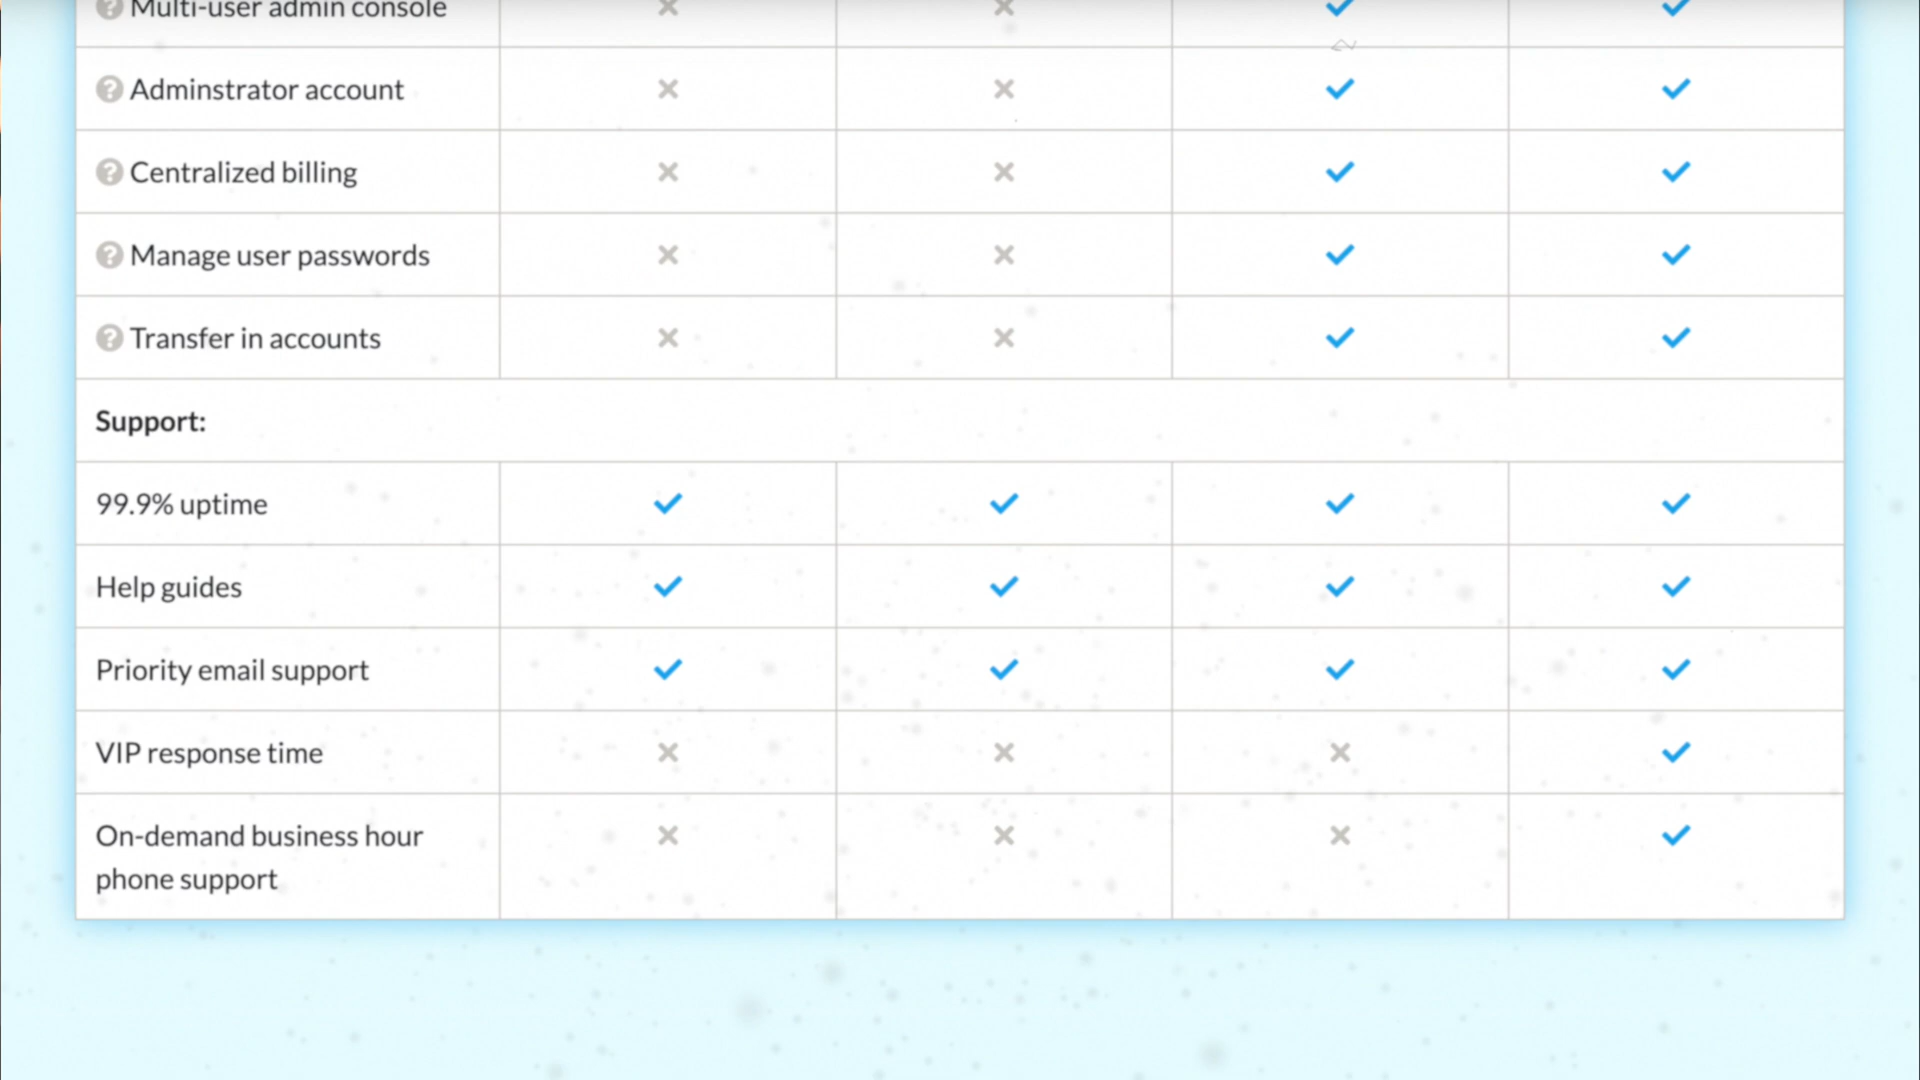 Multi-user admin console
Adminstrator account
Centralized billing
Manage user passwords
Transfer in accounts
Support:
99.9% uptime
Help guides
Priority email support
VIP response time
On-demand business hour
phone support